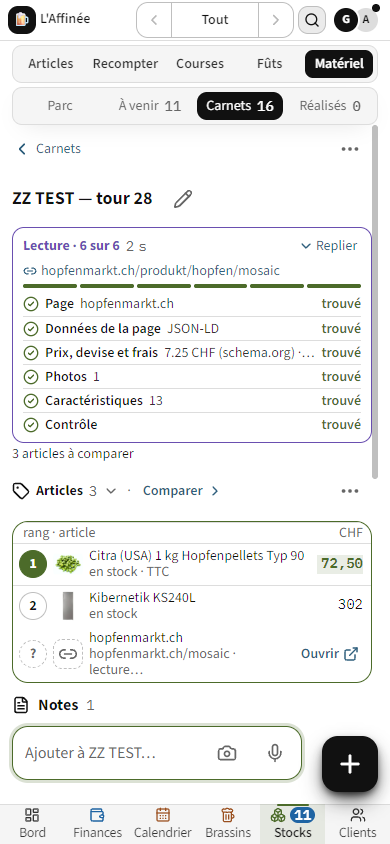 L'Affinée
Tout
G
A
Articles
Recompter
Courses
Fûts
Matériel
Parc
À venir 11
Carnets 16
Réalisés 0
Carnets
ZZ TEST — tour 28
Lecture · 6 sur 6 2 s
Replier
hopfenmarkt.ch/produkt/hopfen/mosaic
Page hopfenmarkt.ch trouvé
Données de la page JSON-LD trouvé
Prix, devise et frais 7.25 CHF (schema.org) ·… trouvé
Photos 1 trouvé
Caractéristiques 13 trouvé
Contrôle trouvé
3 articles à comparer
Articles 3 · Comparer
rang · article CHF
1 Citra (USA) 1 kg Hopfenpellets Typ 90 72,50
en stock · TTC
2 Kibernetik KS240L 302
en stock
? hopfenmarkt.ch
hopfenmarkt.ch/mosaic · Ouvrir
lecture…
Notes 1
Ajouter à ZZ TEST…
Bord
Finances
Calendrier
Brassins
11
Stocks
Clients